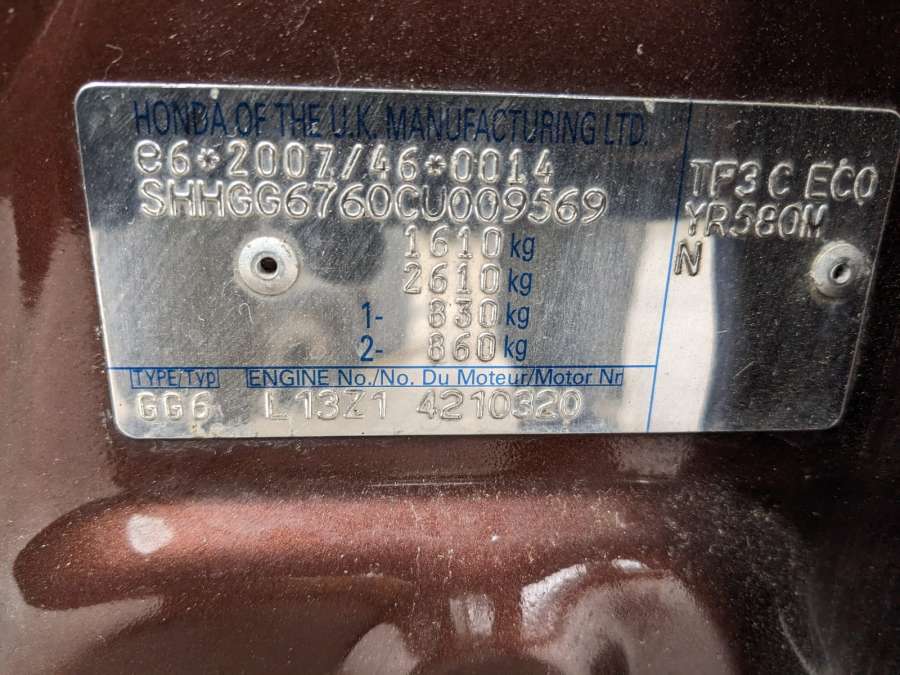 HONDA OF THE U.K. MANUFACTURING LTD.
e6*2007/46*0014
SHHGG6760CU009569
1610 kg
2610 kg
1- 830 kg
2- 860 kg
TF3 C ECO
YR580M
N
TYPE/TYP ENGINE No./No. Du Moteur/Motor Nr
GG6 L13Z1 4210320